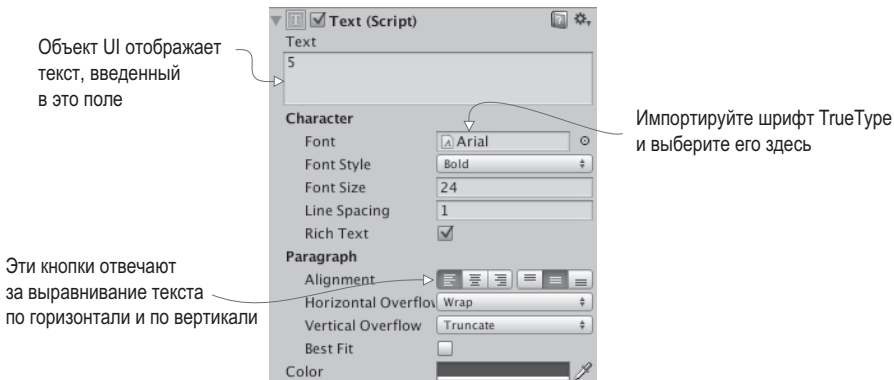 Text (Script)
Text
5
Объект UI отображает
текст, введенный
в это поле
Character
Font Arial
Font Style Bold
Font Size 24
Line Spacing 1
Rich Text
Импортируйте шрифт TrueType
и выберите его здесь
Paragraph
Alignment
Horizontal Overflow Wrap
Vertical Overflow Truncate
Best Fit
Color
Эти кнопки отвечают
за выравнивание текста
по горизонтали и по вертикали